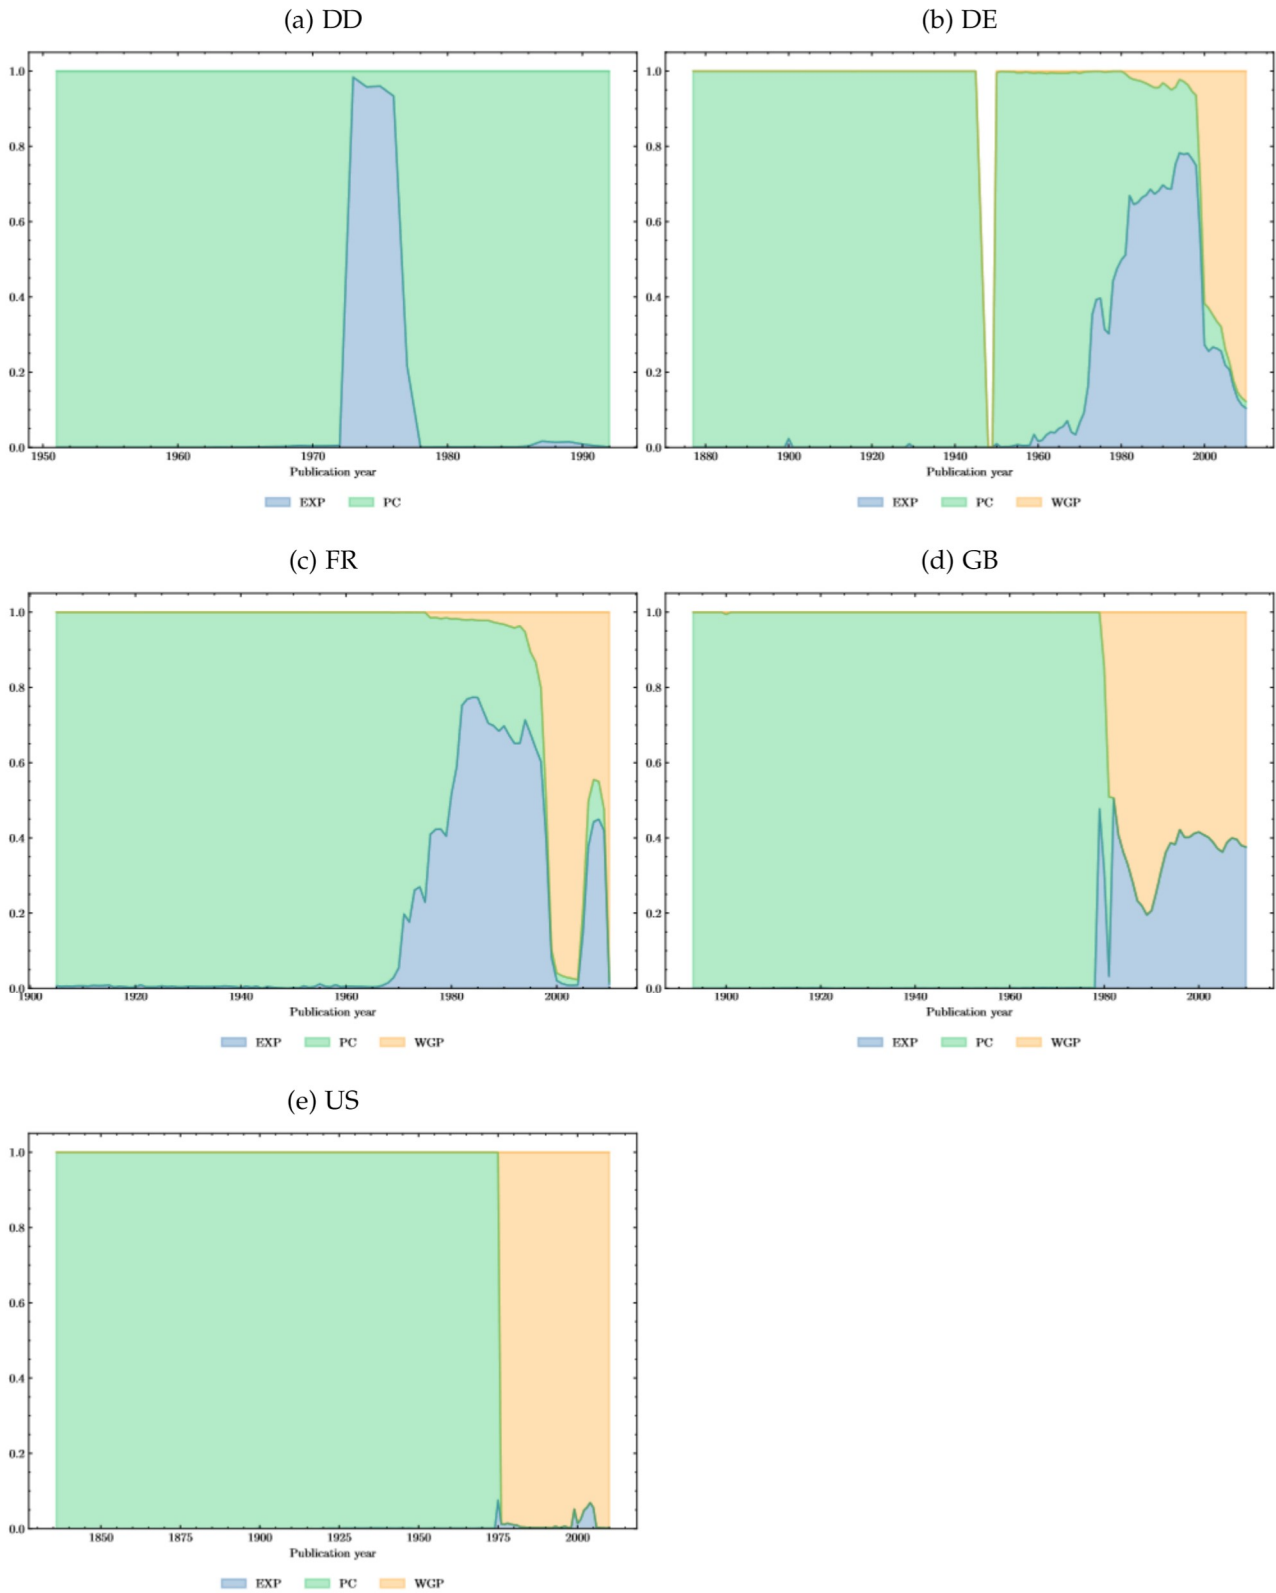 (a) DD
1.0
0.8
0.6
0.4
0.2
0.0
1950 1960 1970 1980 1990
Publication year
EXP PC
(b) DE
1.0
0.8
0.6
0.4
0.2
0.0
1880 1900 1920 1940 1960 1980 2000
Publication year
EXP PC WGP
(c) FR
1.0
0.8
0.6
0.4
0.2
0.0
1900 1920 1940 1960 1980 2000
Publication year
EXP PC WGP
(d) GB
1.0
0.8
0.6
0.4
0.2
0.0
1900 1920 1940 1960 1980 2000
Publication year
EXP PC WGP
(e) US
1.0
0.8
0.6
0.4
0.2
0.0
1850 1875 1900 1925 1950 1975 2000
Publication year
EXP PC WGP